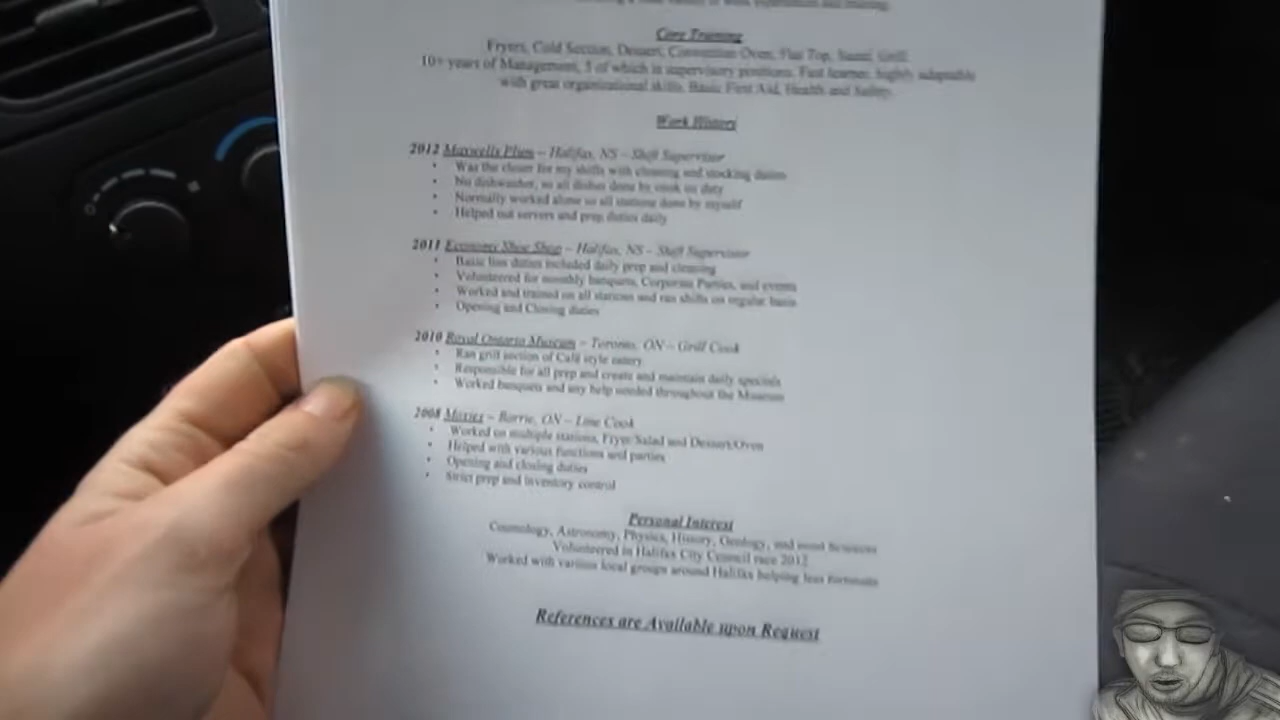 Core Training
Fryers, Cold Section, Dessert, Convection Oven, Flat Top, Sauté, Grill
10+ years of Management, 5 of which in supervisory positions. Fast learner, highly adaptable
with great organizational skills. Basic First Aid, Health and Safety.
Work History
2012 Maxwells Plum – Halifax, NS – Shift Supervisor
• Was the closer for my shifts with cleaning and stocking duties
• No dishwasher, so all dishes done by cook on duty
• Normally worked alone so all stations done by myself
• Helped out servers and prep duties daily
2011 Economy Shoe Shop – Halifax, NS – Shift Supervisor
• Basic line duties included daily prep and cleaning
• Volunteered for monthly banquets, Corporate Parties, and events
• Worked and trained on all stations and ran shifts on regular basis
• Opening and Closing duties
2010 Royal Ontario Museum – Toronto, ON – Grill Cook
• Ran grill section of Café style eatery
• Responsible for all prep and create and maintain daily specials
• Worked banquets and any help needed throughout the Museum
2008 Moxies – Barrie, ON – Line Cook
• Worked on multiple stations, Fryer/Salad and Dessert/Oven
• Helped with various functions and parties
• Opening and closing duties
• Strict prep and inventory control
Personal Interest
Cosmology, Astronomy, Physics, History, Geology, and most Sciences
Volunteered in Halifax City Council race 2012
Worked with various local groups around Halifax helping less fortunate
References are Available upon Request